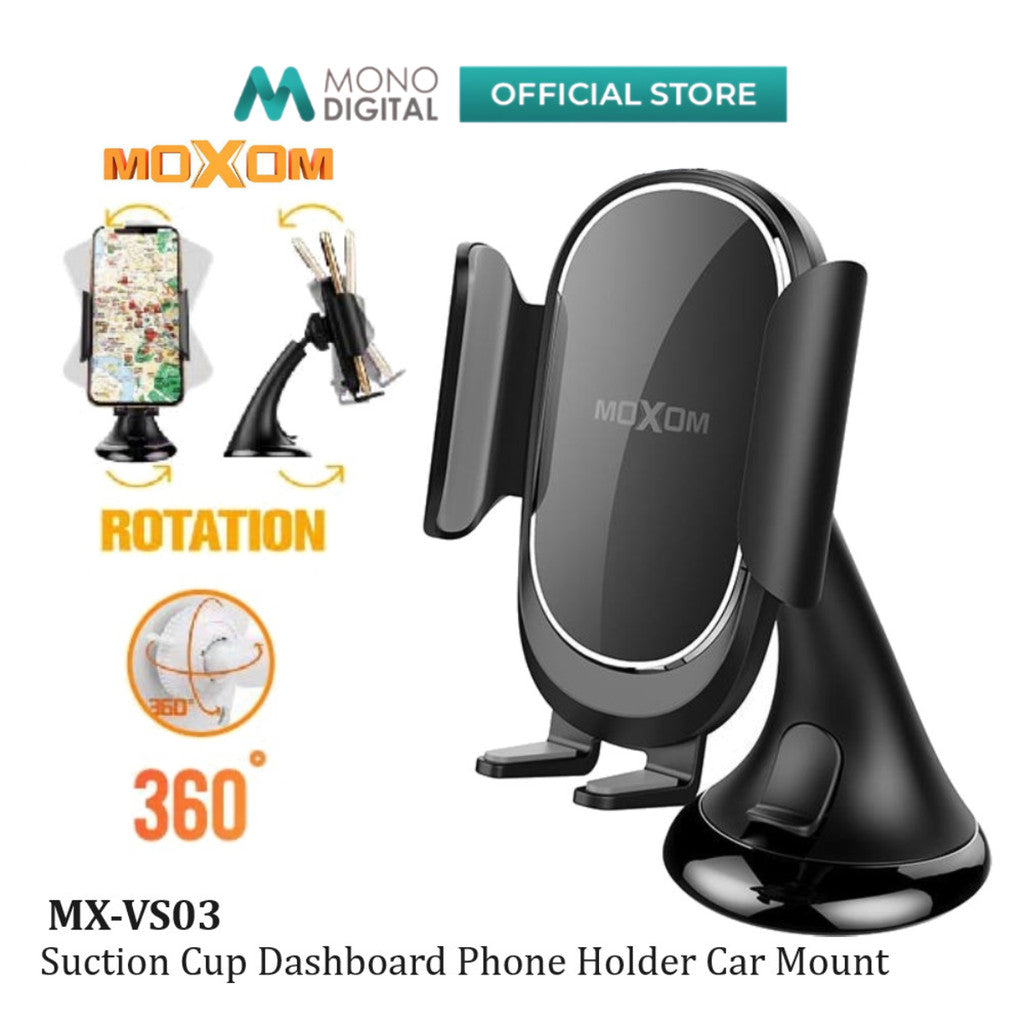 MONO
DIGITAL
OFFICIAL STORE
MOXOM
MOXOM
ROTATION
360°
360°
MX-VS03
Suction Cup Dashboard Phone Holder Car Mount